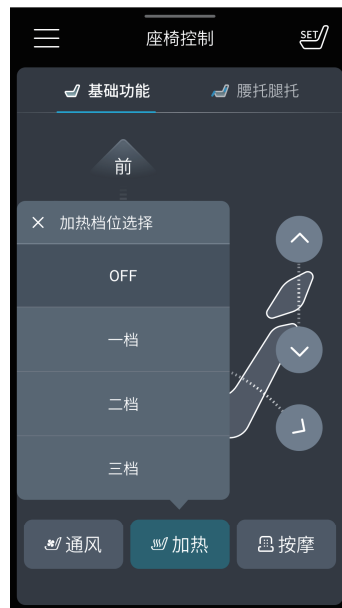 座椅控制
SET
基础功能
腰托腿托
前
加热档位选择
OFF
一档
二档
三档
通风
加热
按摩